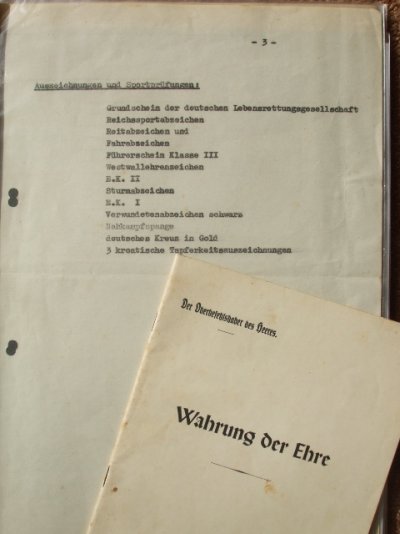 - 3 -
Auszeichnungen und Sportprüfungen:
Grundschein der deutschen Lebensrettungsgesellschaft
Reichssportabzeichen
Reitabzeichen und
Fahrabzeichen
Führerschein Klasse III
Westwallehrenzeichen
E.K. II
Sturmabzeichen
E.K. I
Verwundetenabzeichen schwarz
Nahkampfspange
deutsches Kreuz in Gold
3 kroatische Tapferkeitsauszeichnungen
Der Oberbefehlshaber des Heeres.
Wahrung der Ehre